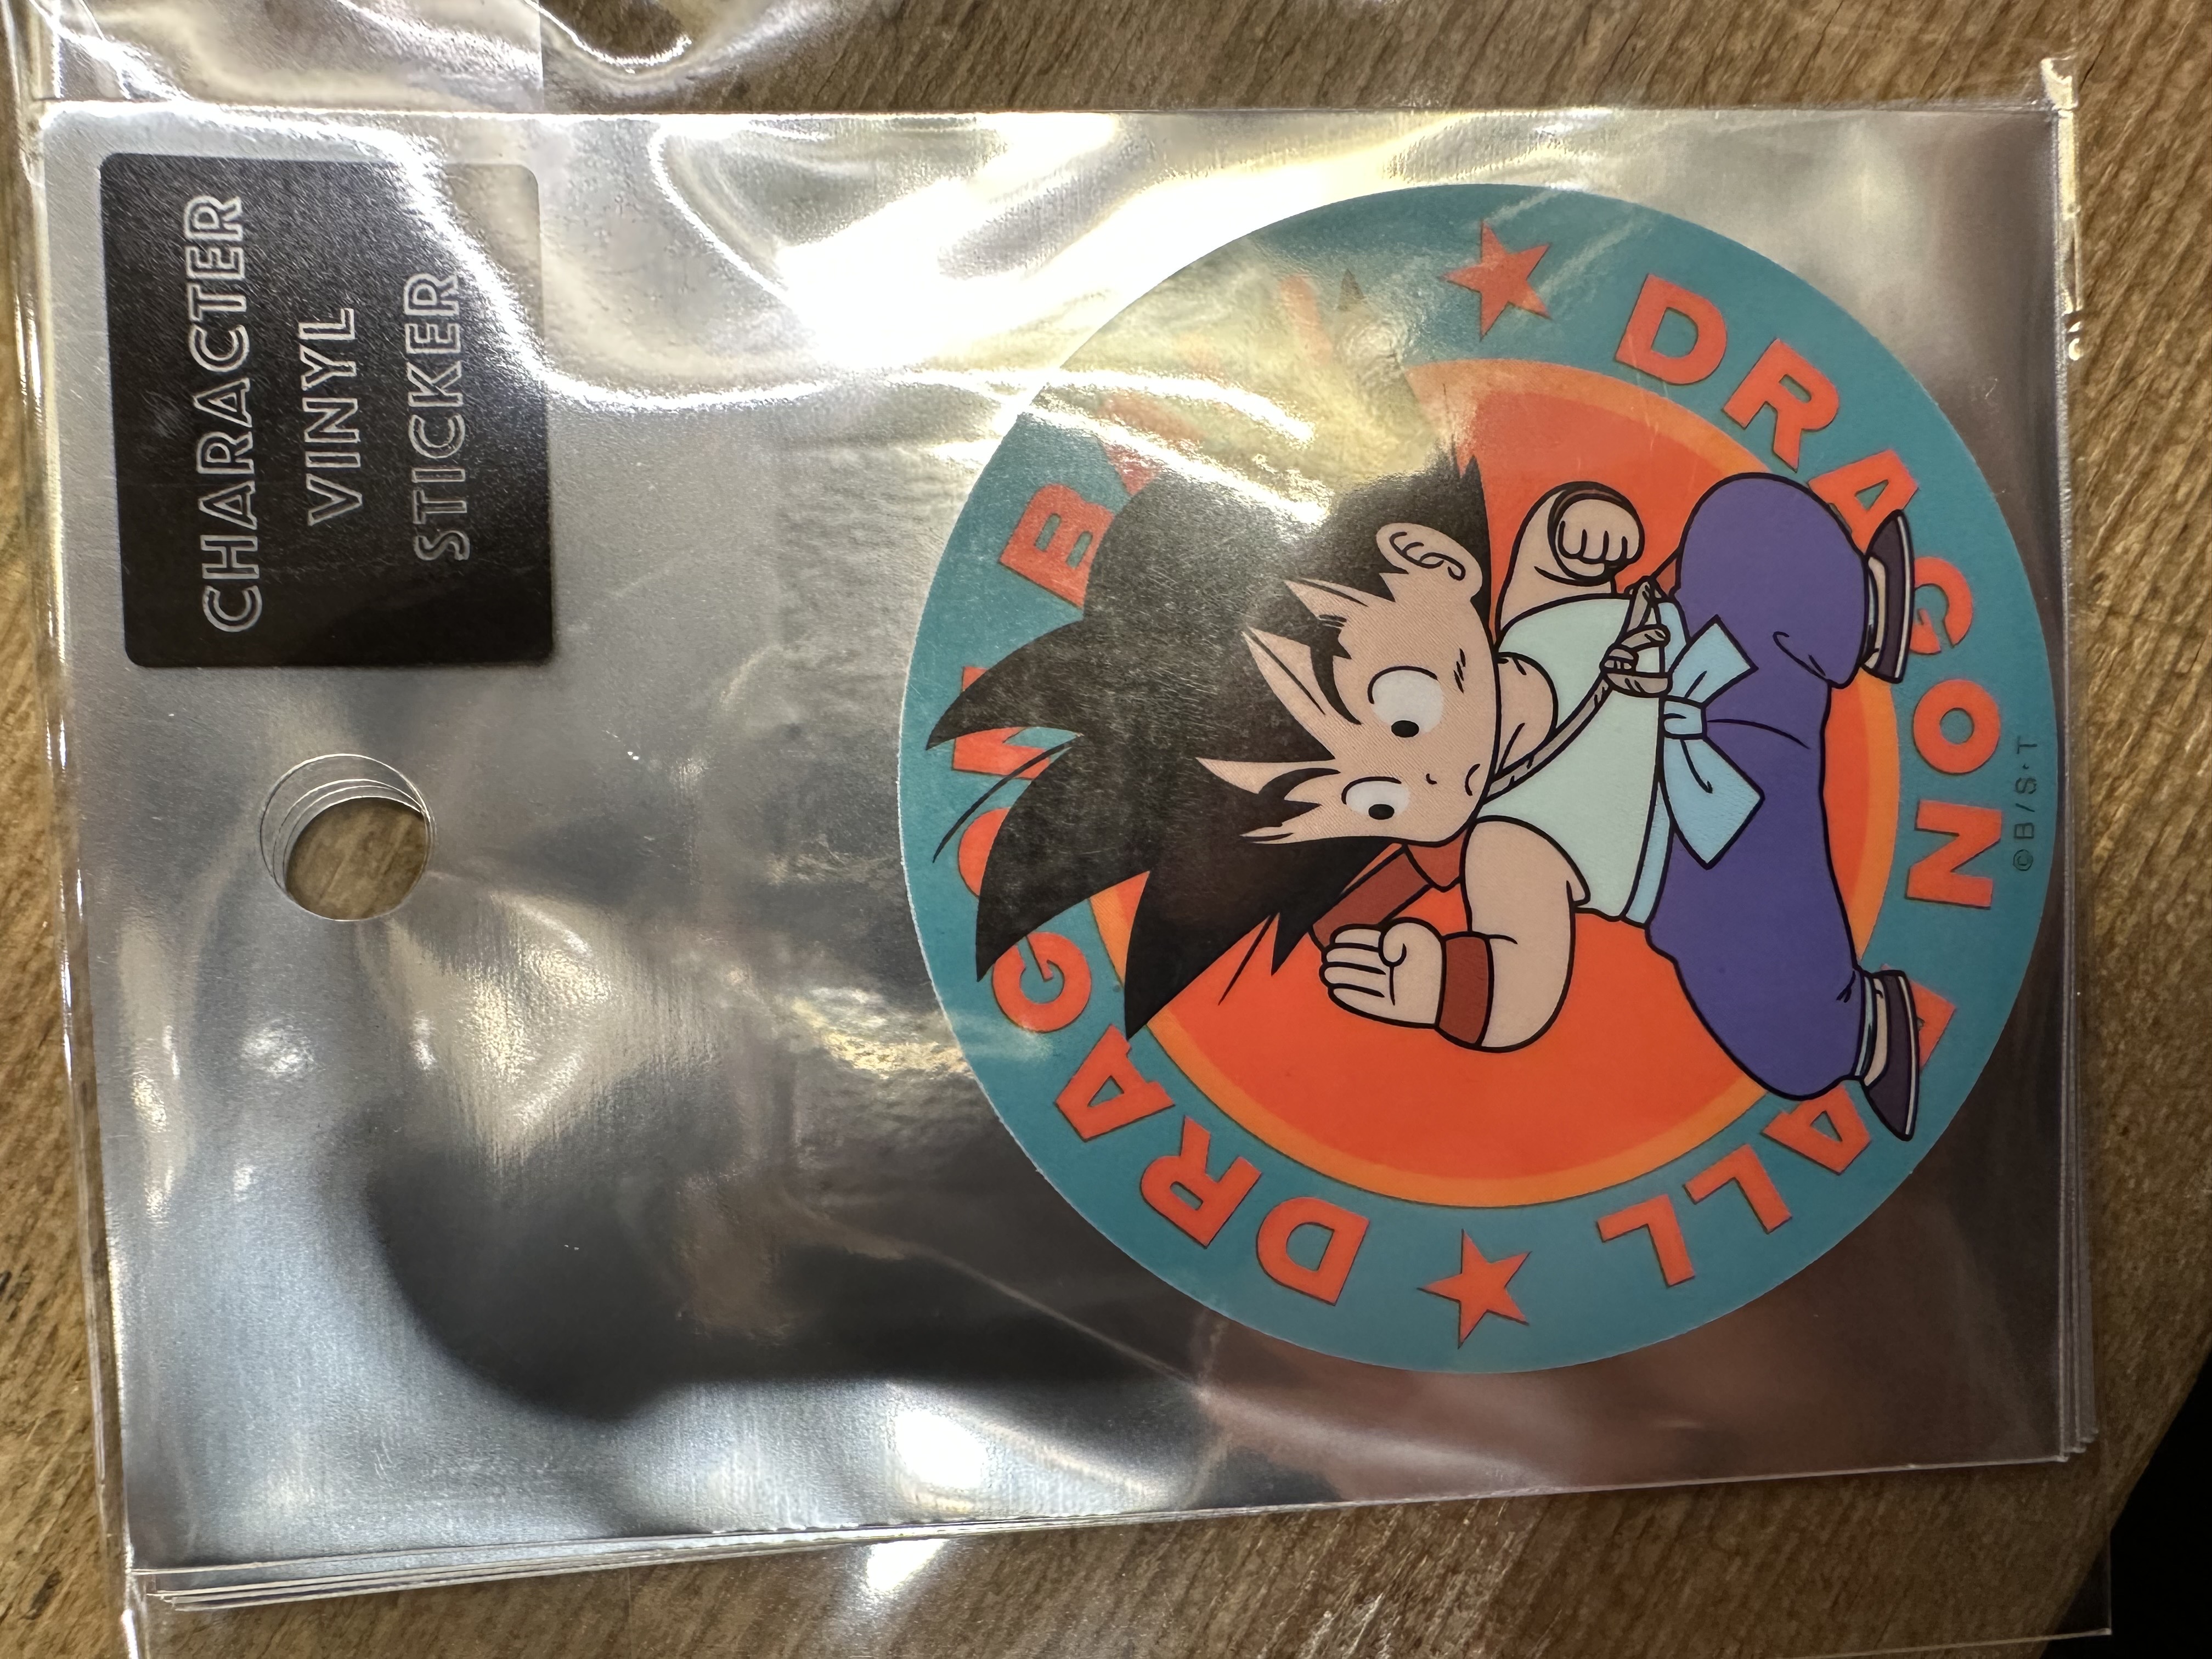 CHARACTER
VINYL
STICKER
DRAGON BALL
DRAGON BALL
©B/S・T